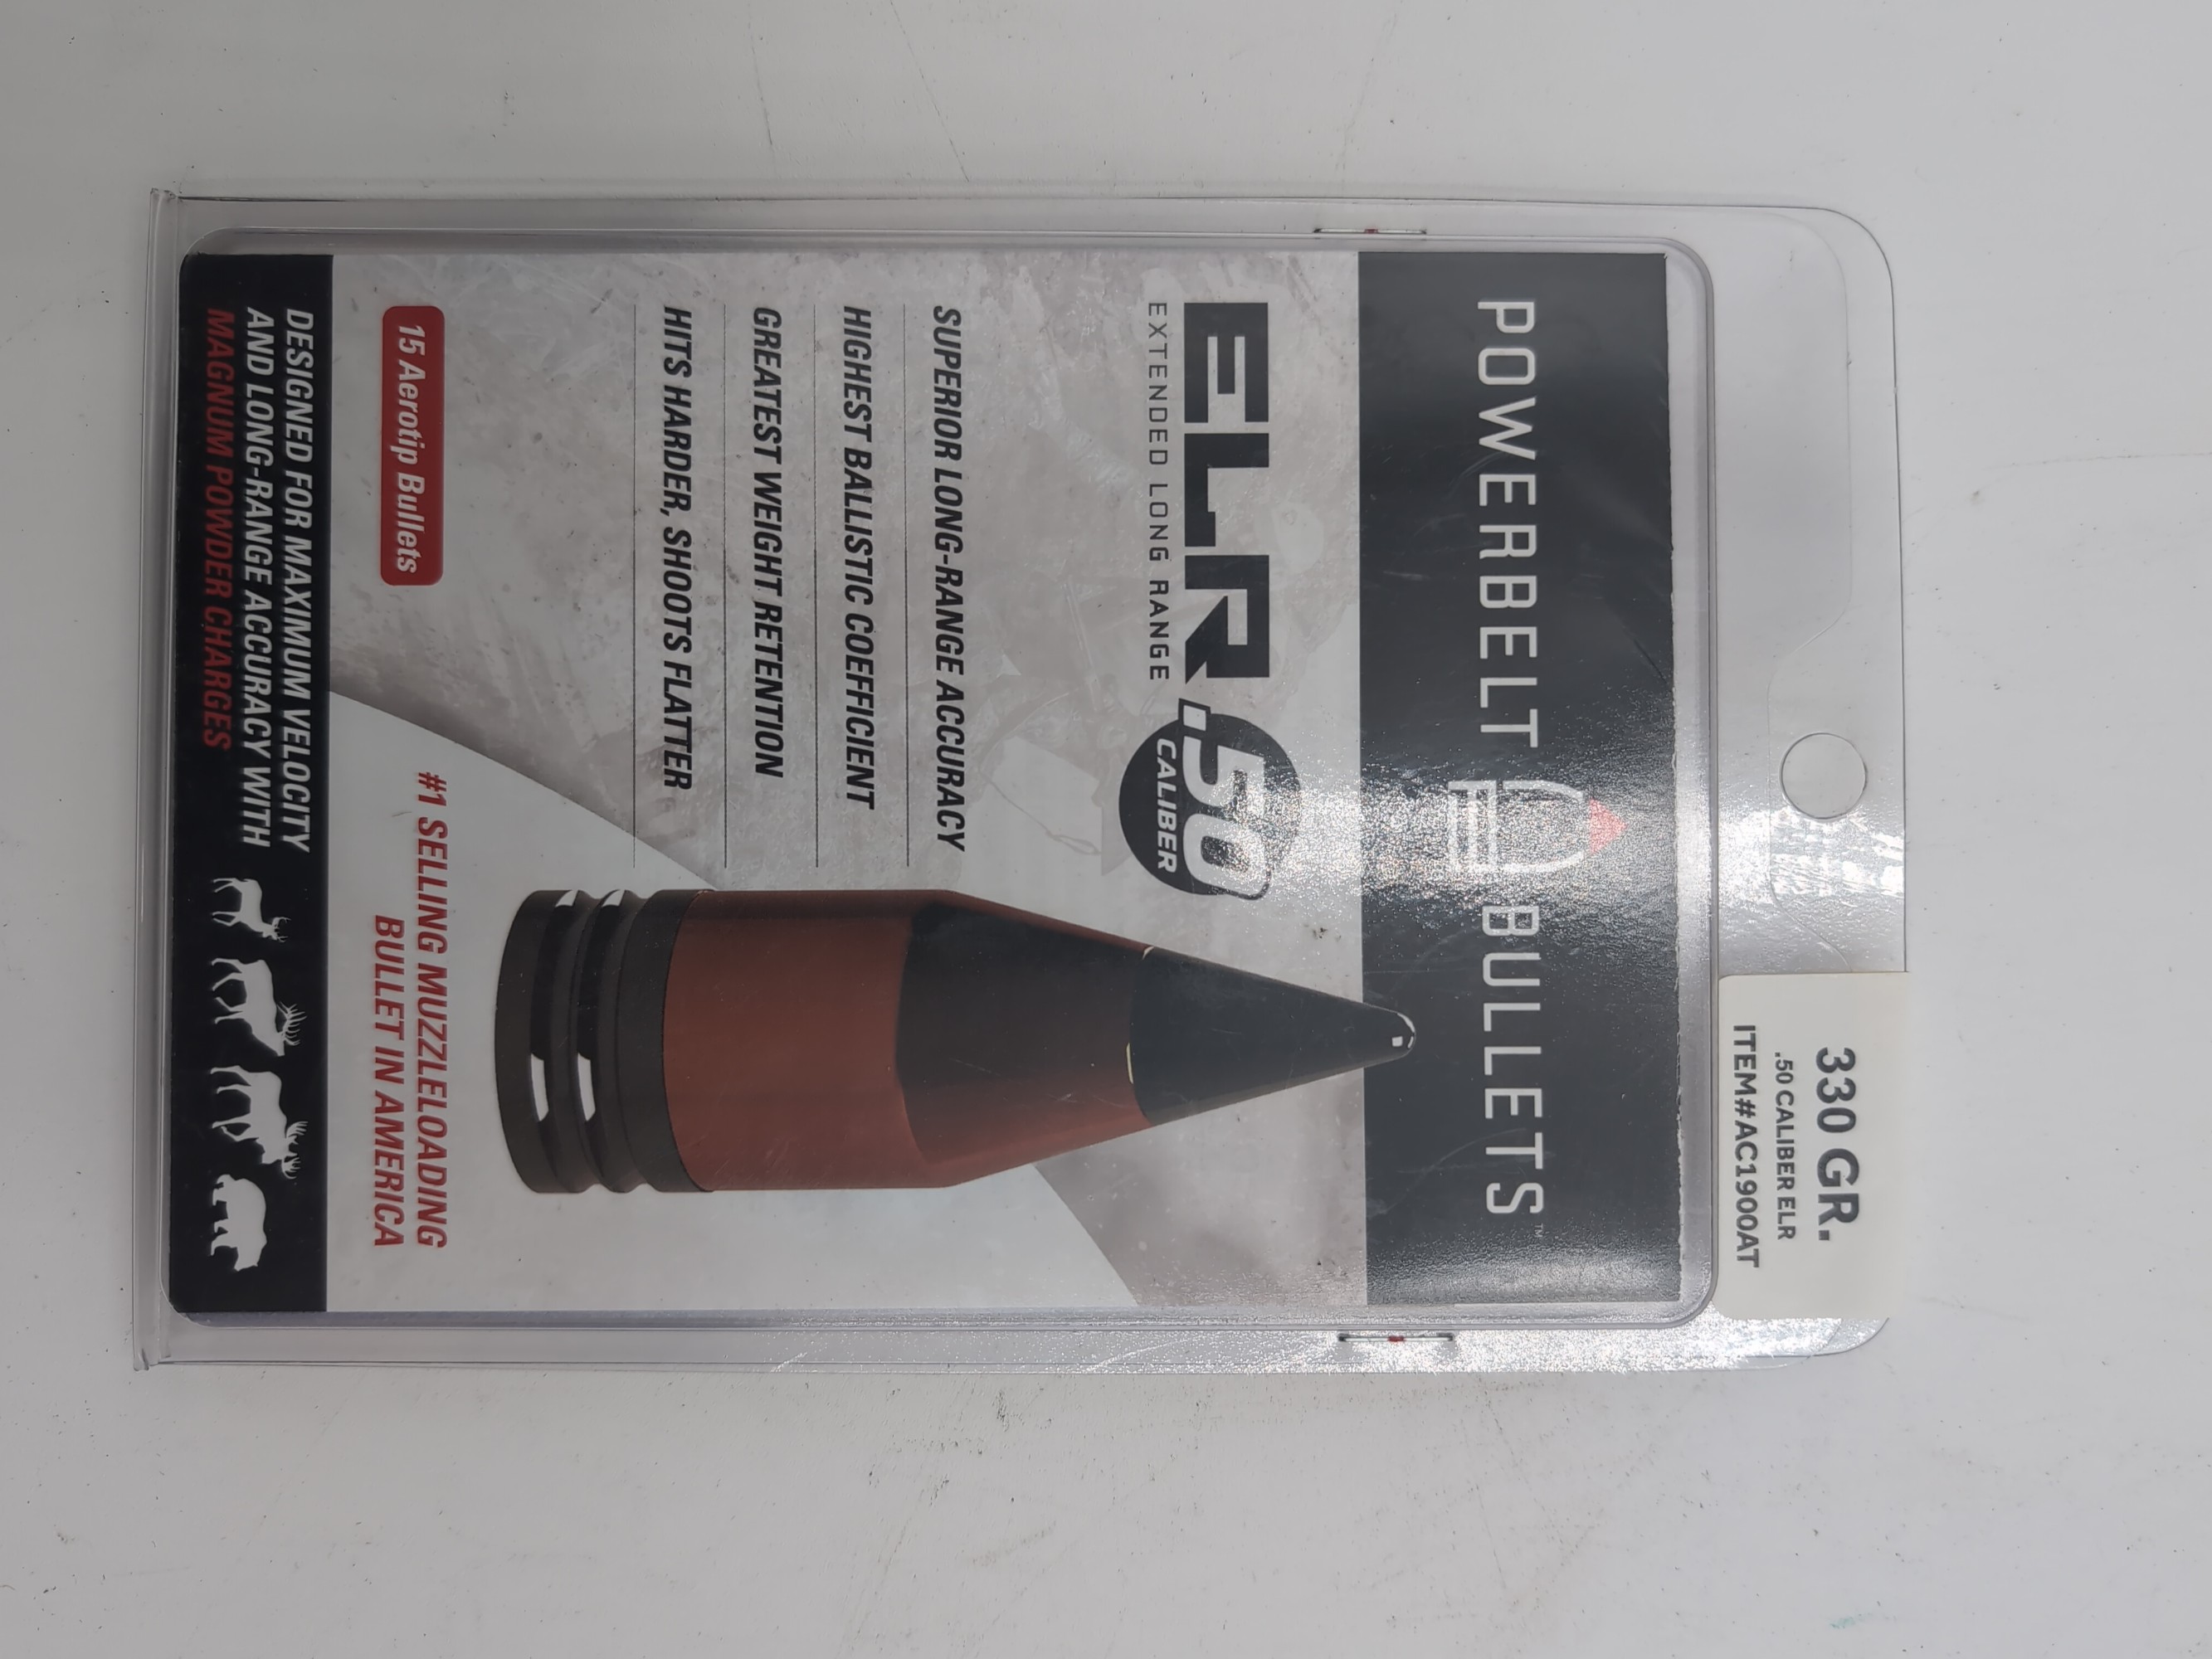 330 GR.
.50 CALIBER ELR
ITEM#AC1900AT
POWERBELT BULLETS™
ELR .50
EXTENDED LONG RANGE
CALIBER
SUPERIOR LONG-RANGE ACCURACY
HIGHEST BALLISTIC COEFFICIENT
GREATEST WEIGHT RETENTION
HITS HARDER, SHOOTS FLATTER
15 Aerotip Bullets
#1 SELLING MUZZLELOADING
BULLET IN AMERICA
DESIGNED FOR MAXIMUM VELOCITY
AND LONG-RANGE ACCURACY WITH
MAGNUM POWDER CHARGES